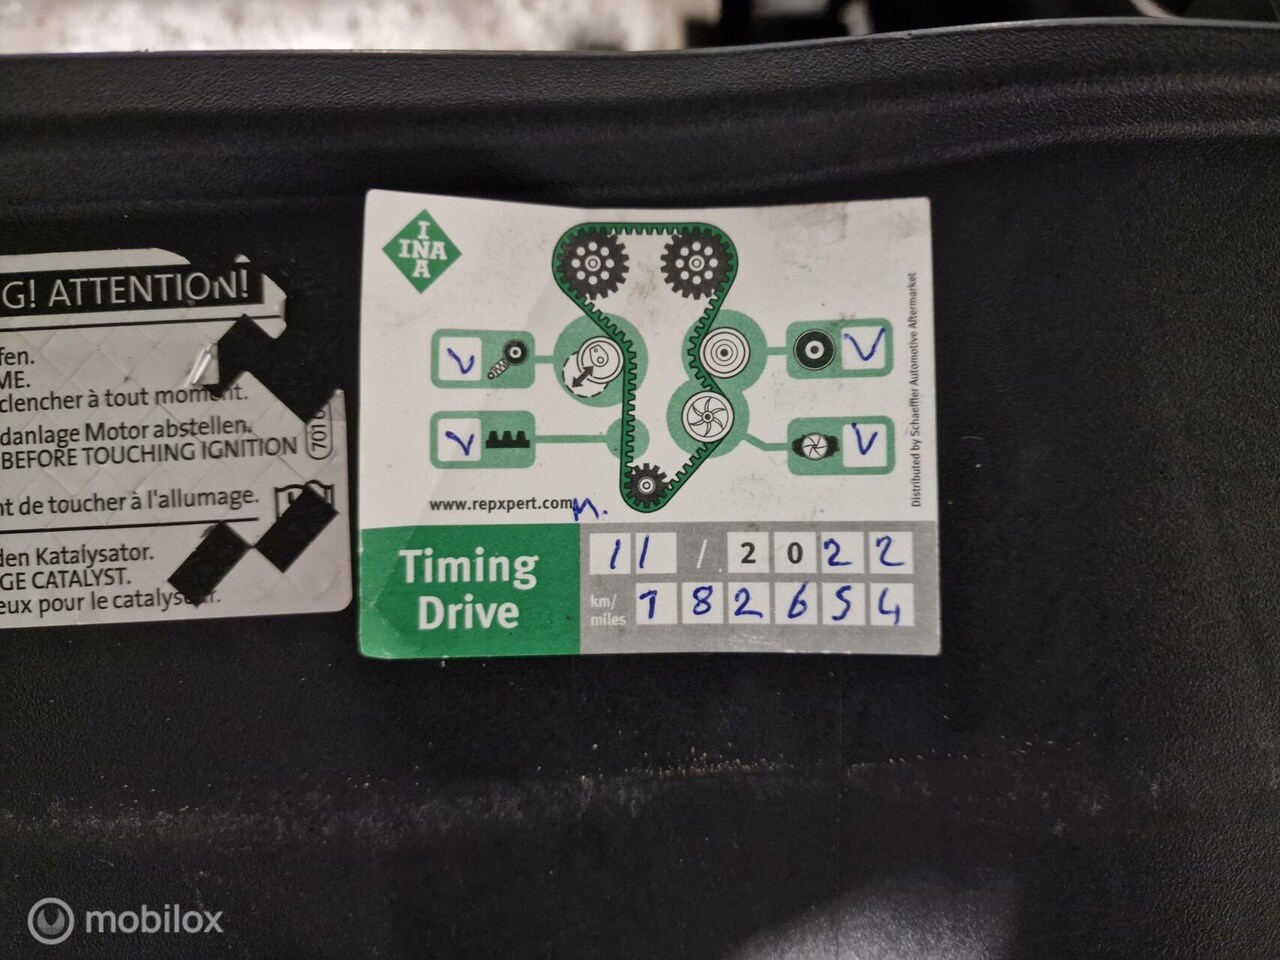 G! ATTENTION!
fen.
ME.
clencher à tout moment.
danlage Motor abstellen.
BEFORE TOUCHING IGNITION
nt de toucher à l'allumage.
den Katalysator.
GE CATALYST.
eux pour le catalyseur.
INA
INA
www.repxpert.com
M.
Distributed by Schaeffler Automotive Aftermarket
Timing
Drive
11 / 2022
km/
miles
182654
mobilox